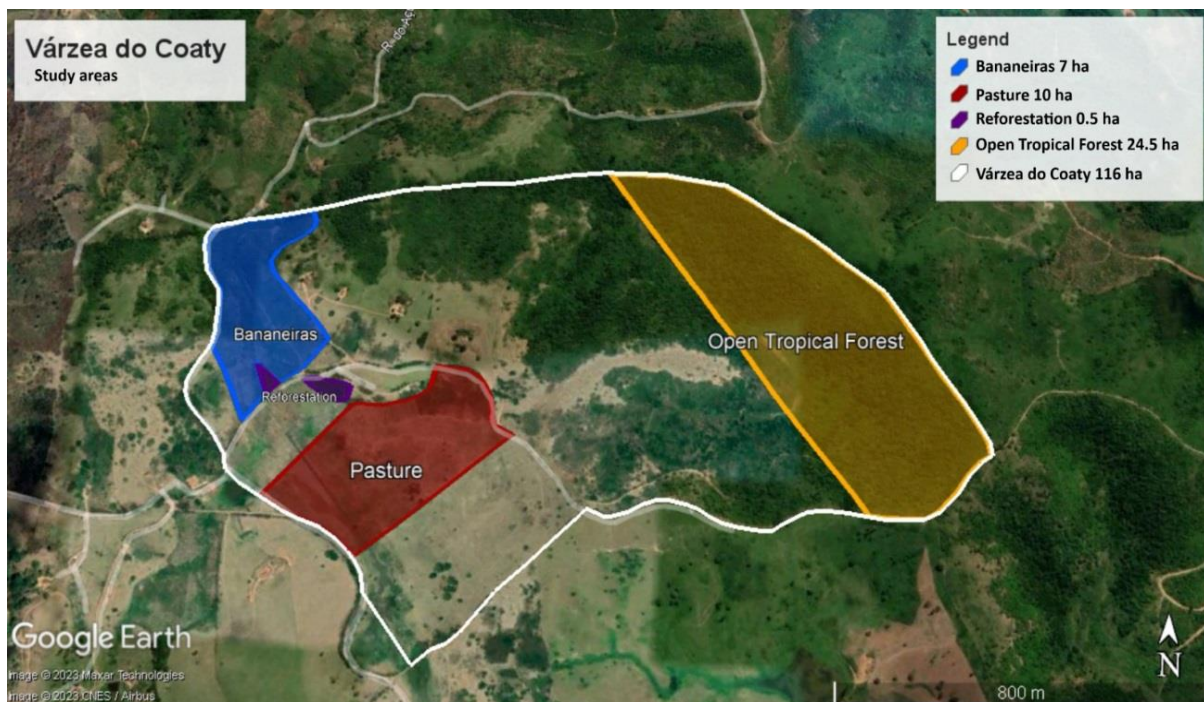 Várzea do Coaty
Study areas
Legend
Bananeiras 7 ha
Pasture 10 ha
Reforestation 0.5 ha
Open Tropical Forest 24.5 ha
Várzea do Coaty 116 ha
Bananeiras
Open Tropical Forest
Reforestation
Pasture
Google Earth
Image © 2023 Maxar Technologies
Image © 2023 CNES / Airbus
800 m
N